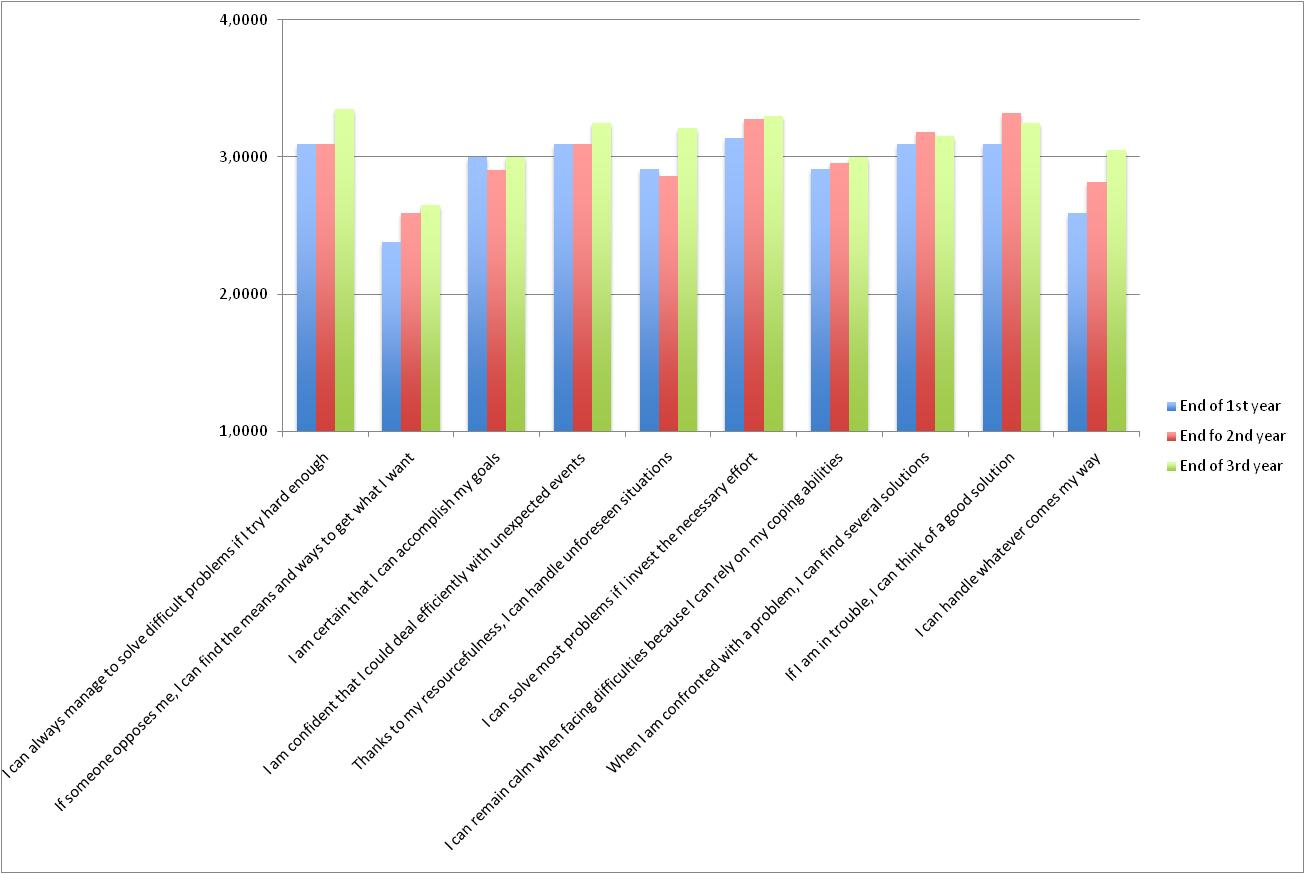 4,0000
3,0000
2,0000
1,0000
I can always manage to solve difficult problems if I try hard enough
If someone opposes me, I can find the means and ways to get what I want
I am certain that I can accomplish my goals
I am confident that I could deal efficiently with unexpected events
Thanks to my resourcefulness, I can handle unforeseen situations
I can solve most problems if I invest the necessary effort
I can remain calm when facing difficulties because I can rely on my coping abilities
When I am confronted with a problem, I can find several solutions
If I am in trouble, I can think of a good solution
I can handle whatever comes my way
End of 1st year
End fo 2nd year
End of 3rd year